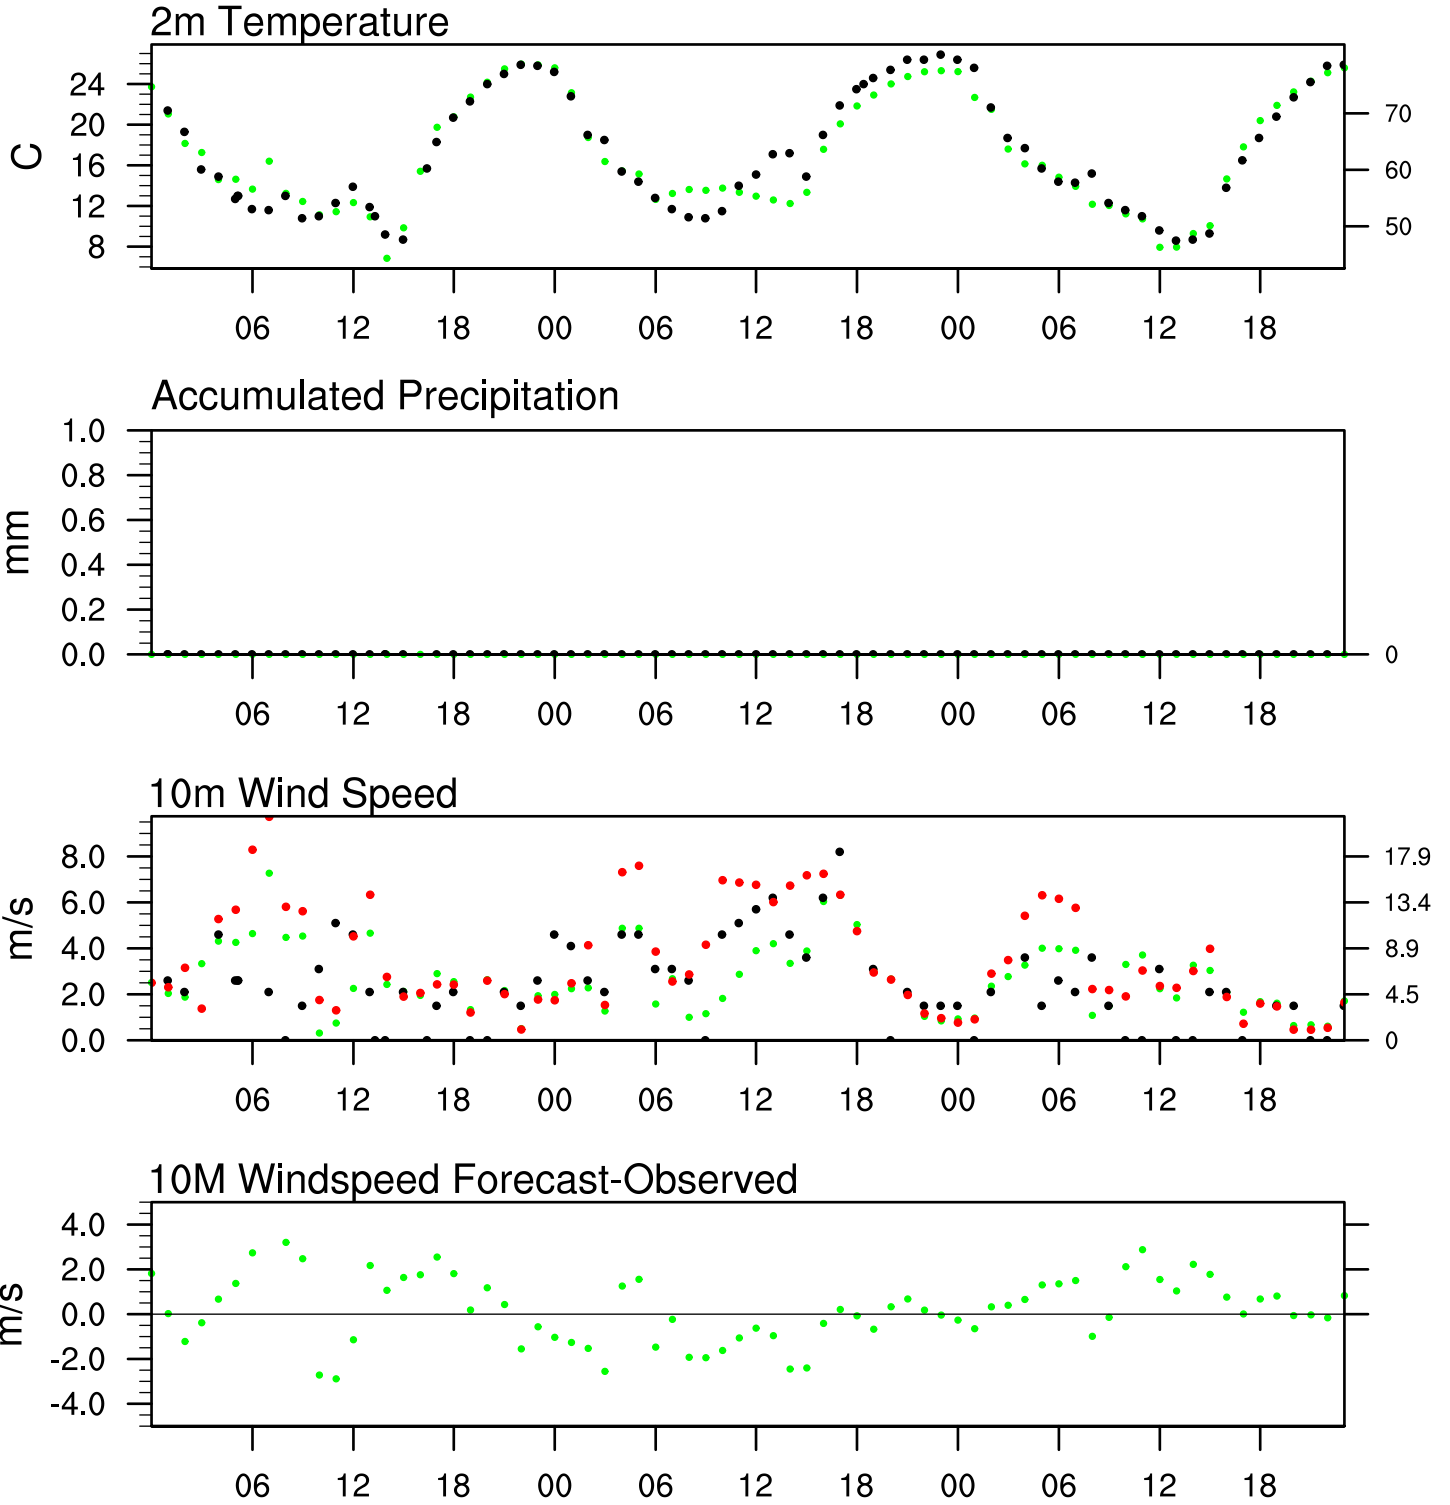 2m Temperature
C
24
20
16
12
8
70
60
50
06 12 18 00 06 12 18 00 06 12 18
Accumulated Precipitation
mm
1.0
0.8
0.6
0.4
0.2
0.0
0
06 12 18 00 06 12 18 00 06 12 18
10m Wind Speed
m/s
8.0
6.0
4.0
2.0
0.0
17.9
13.4
8.9
4.5
0
06 12 18 00 06 12 18 00 06 12 18
10M Windspeed Forecast-Observed
m/s
4.0
2.0
0.0
-2.0
-4.0
06 12 18 00 06 12 18 00 06 12 18